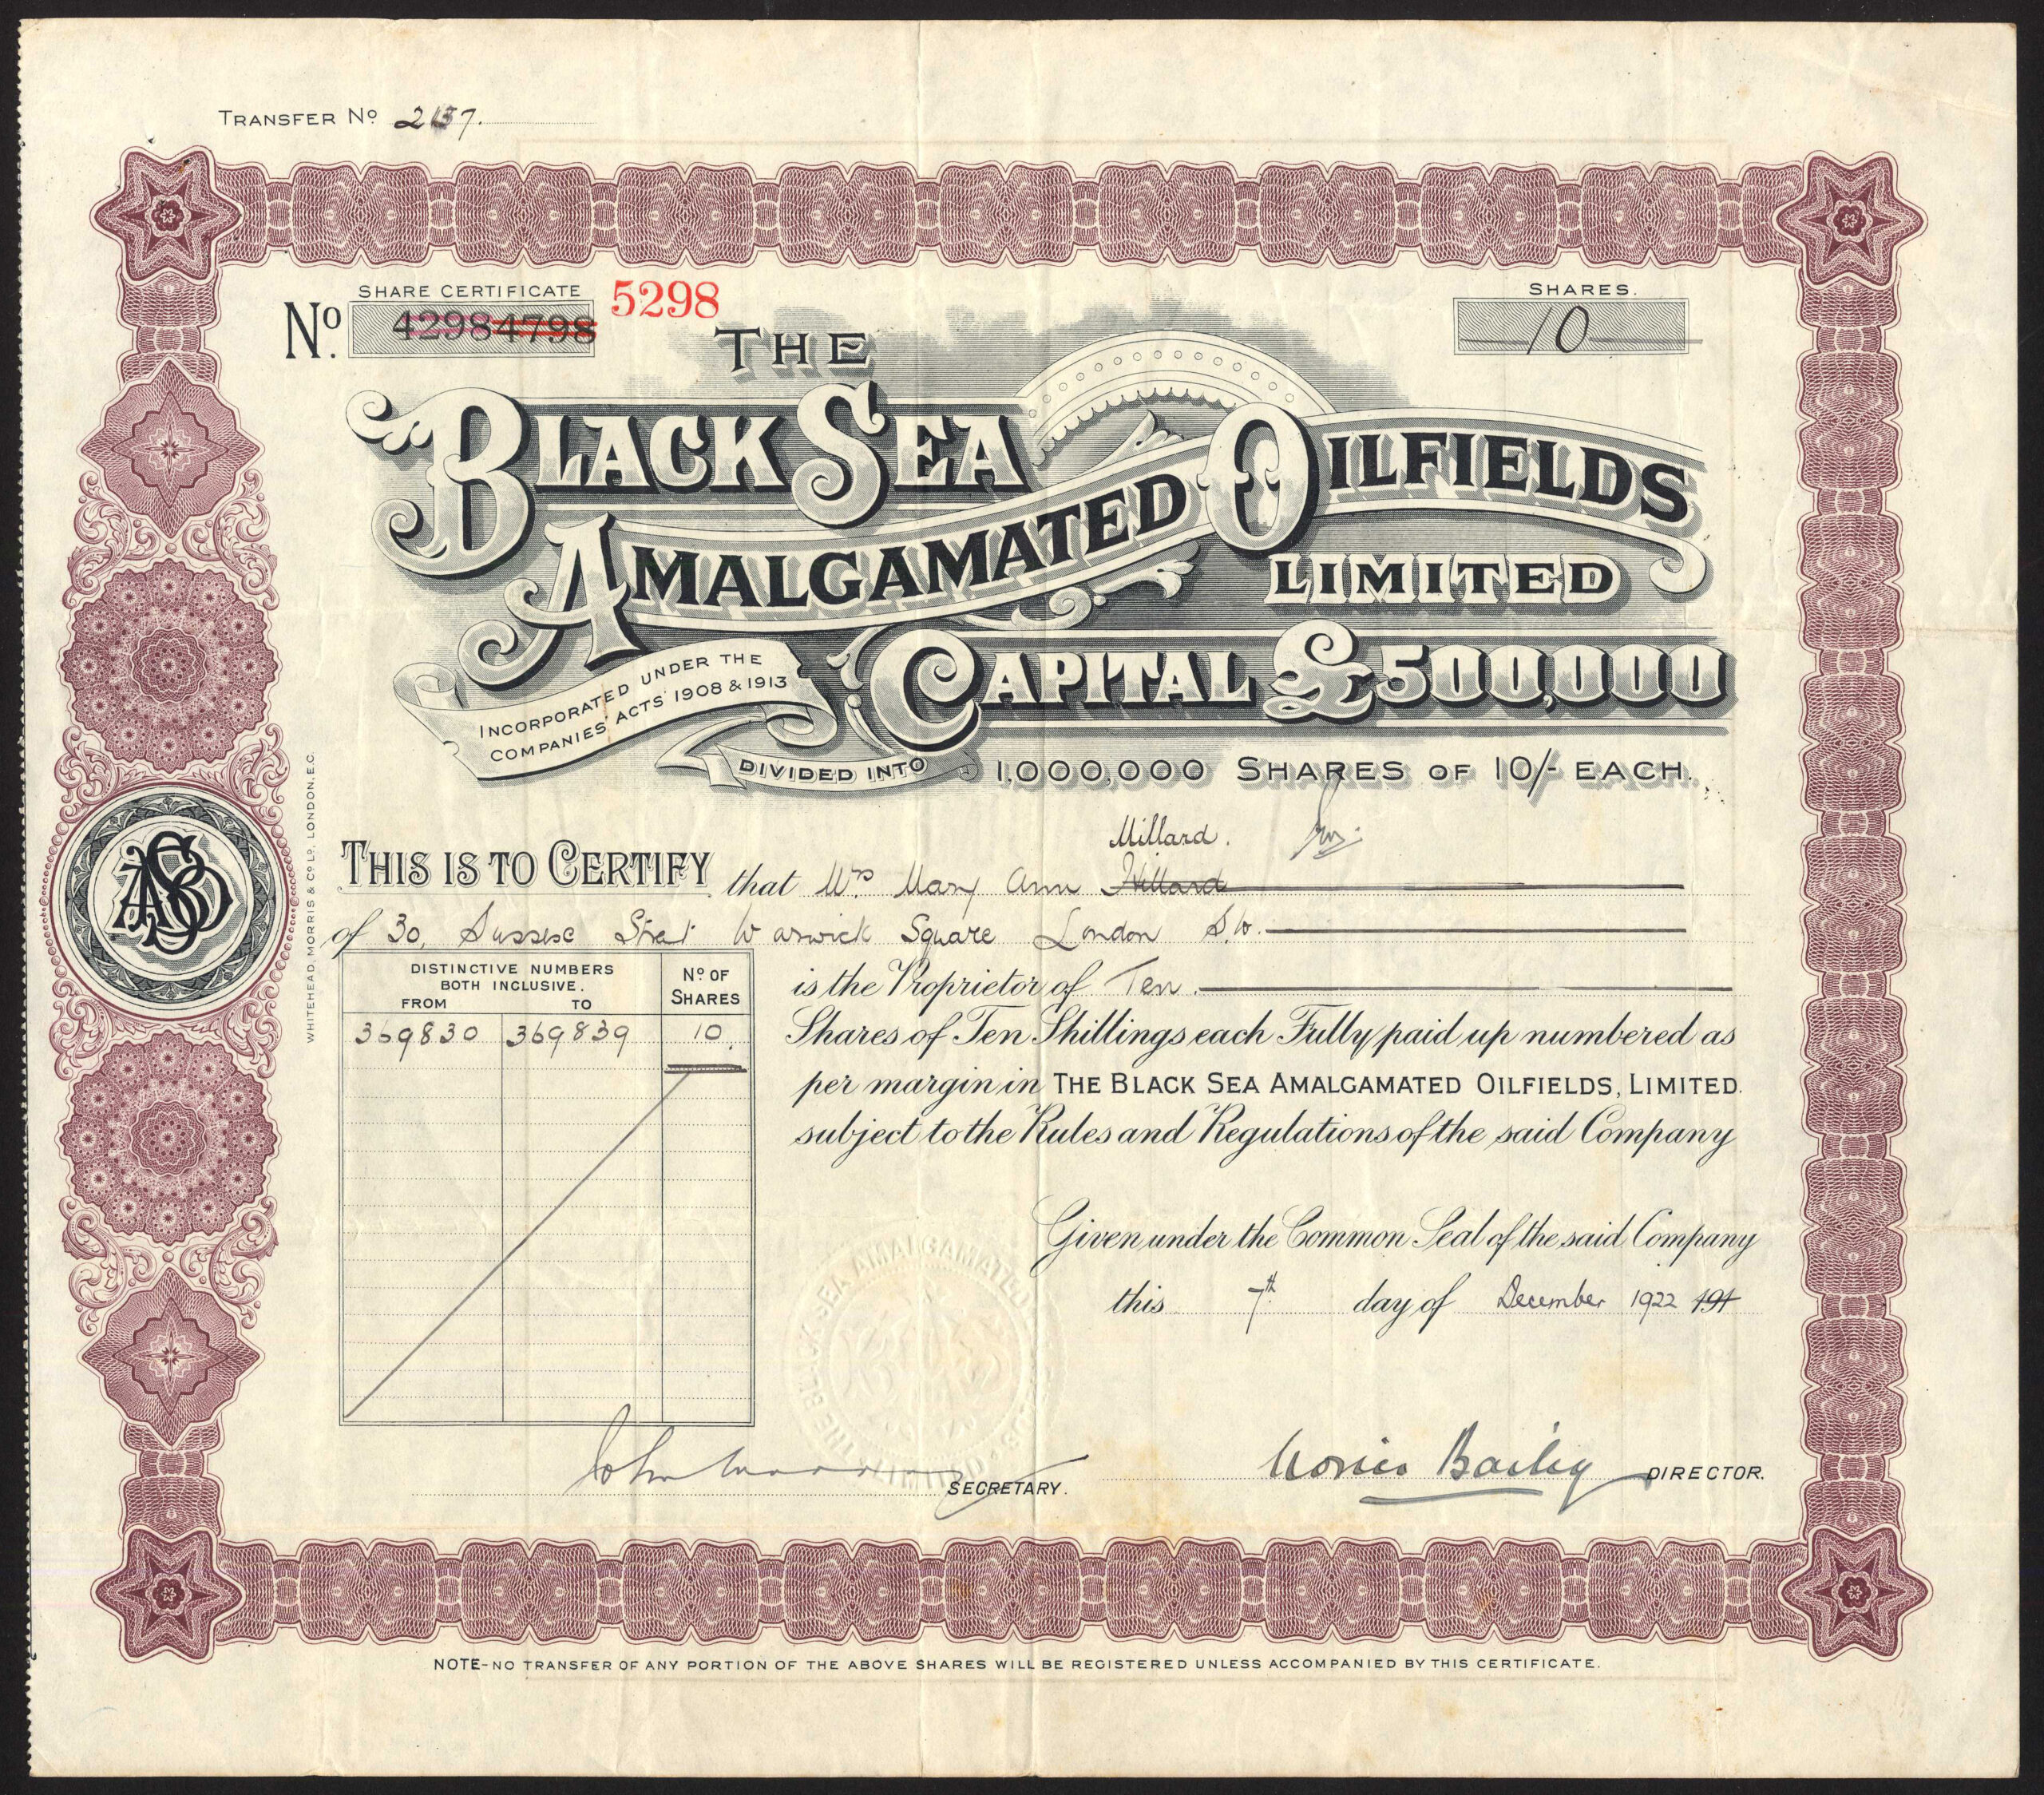 TRANSFER No
SHARE CERTIFICATE
No. 4298 4798 5298
SHARES.
10
THE
BLACK SEA
AMALGAMATED OILFIELDS
LIMITED
INCORPORATED UNDER THE
COMPANIES' ACTS 1908 & 1913
CAPITAL £500,000
DIVIDED INTO 1,000,000 SHARES OF 10/- EACH.
Millard.
THIS IS TO CERTIFY that Mrs Mary Ann Hillard
of 30, Sussex Street Warwick Square London S.W.
DISTINCTIVE NUMBERS
BOTH INCLUSIVE.
FROM TO
No OF
SHARES
369830 369839 10
is the Proprietor of Ten.
Shares of Ten Shillings each Fully paid up numbered as
per margin in THE BLACK SEA AMALGAMATED OILFIELDS, LIMITED.
subject to the Rules and Regulations of the said Company
Given under the Common Seal of the said Company
this 7th day of December 1922 191
THE BLACK SEA AMALGAMATED OILFIELDS LIMITED
John SECRETARY.
Bailey DIRECTOR.
WHITEHEAD, MORRIS & Co LD, LONDON, E.C.
NOTE-NO TRANSFER OF ANY PORTION OF THE ABOVE SHARES WILL BE REGISTERED UNLESS ACCOMPANIED BY THIS CERTIFICATE.